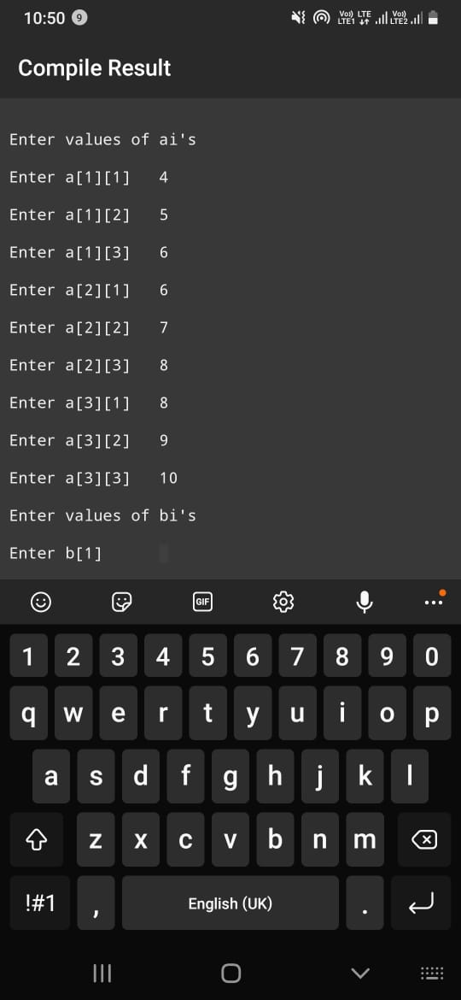 10:50 9 Vo) LTE1 LTE Vo) LTE2
Compile Result
Enter values of ai's
Enter a[1][1] 4
Enter a[1][2] 5
Enter a[1][3] 6
Enter a[2][1] 6
Enter a[2][2] 7
Enter a[2][3] 8
Enter a[3][1] 8
Enter a[3][2] 9
Enter a[3][3] 10
Enter values of bi's
Enter b[1]
GIF
1 2 3 4 5 6 7 8 9 0
q w e r t y u i o p
a s d f g h j k l
z x c v b n m
!#1 , English (UK) .